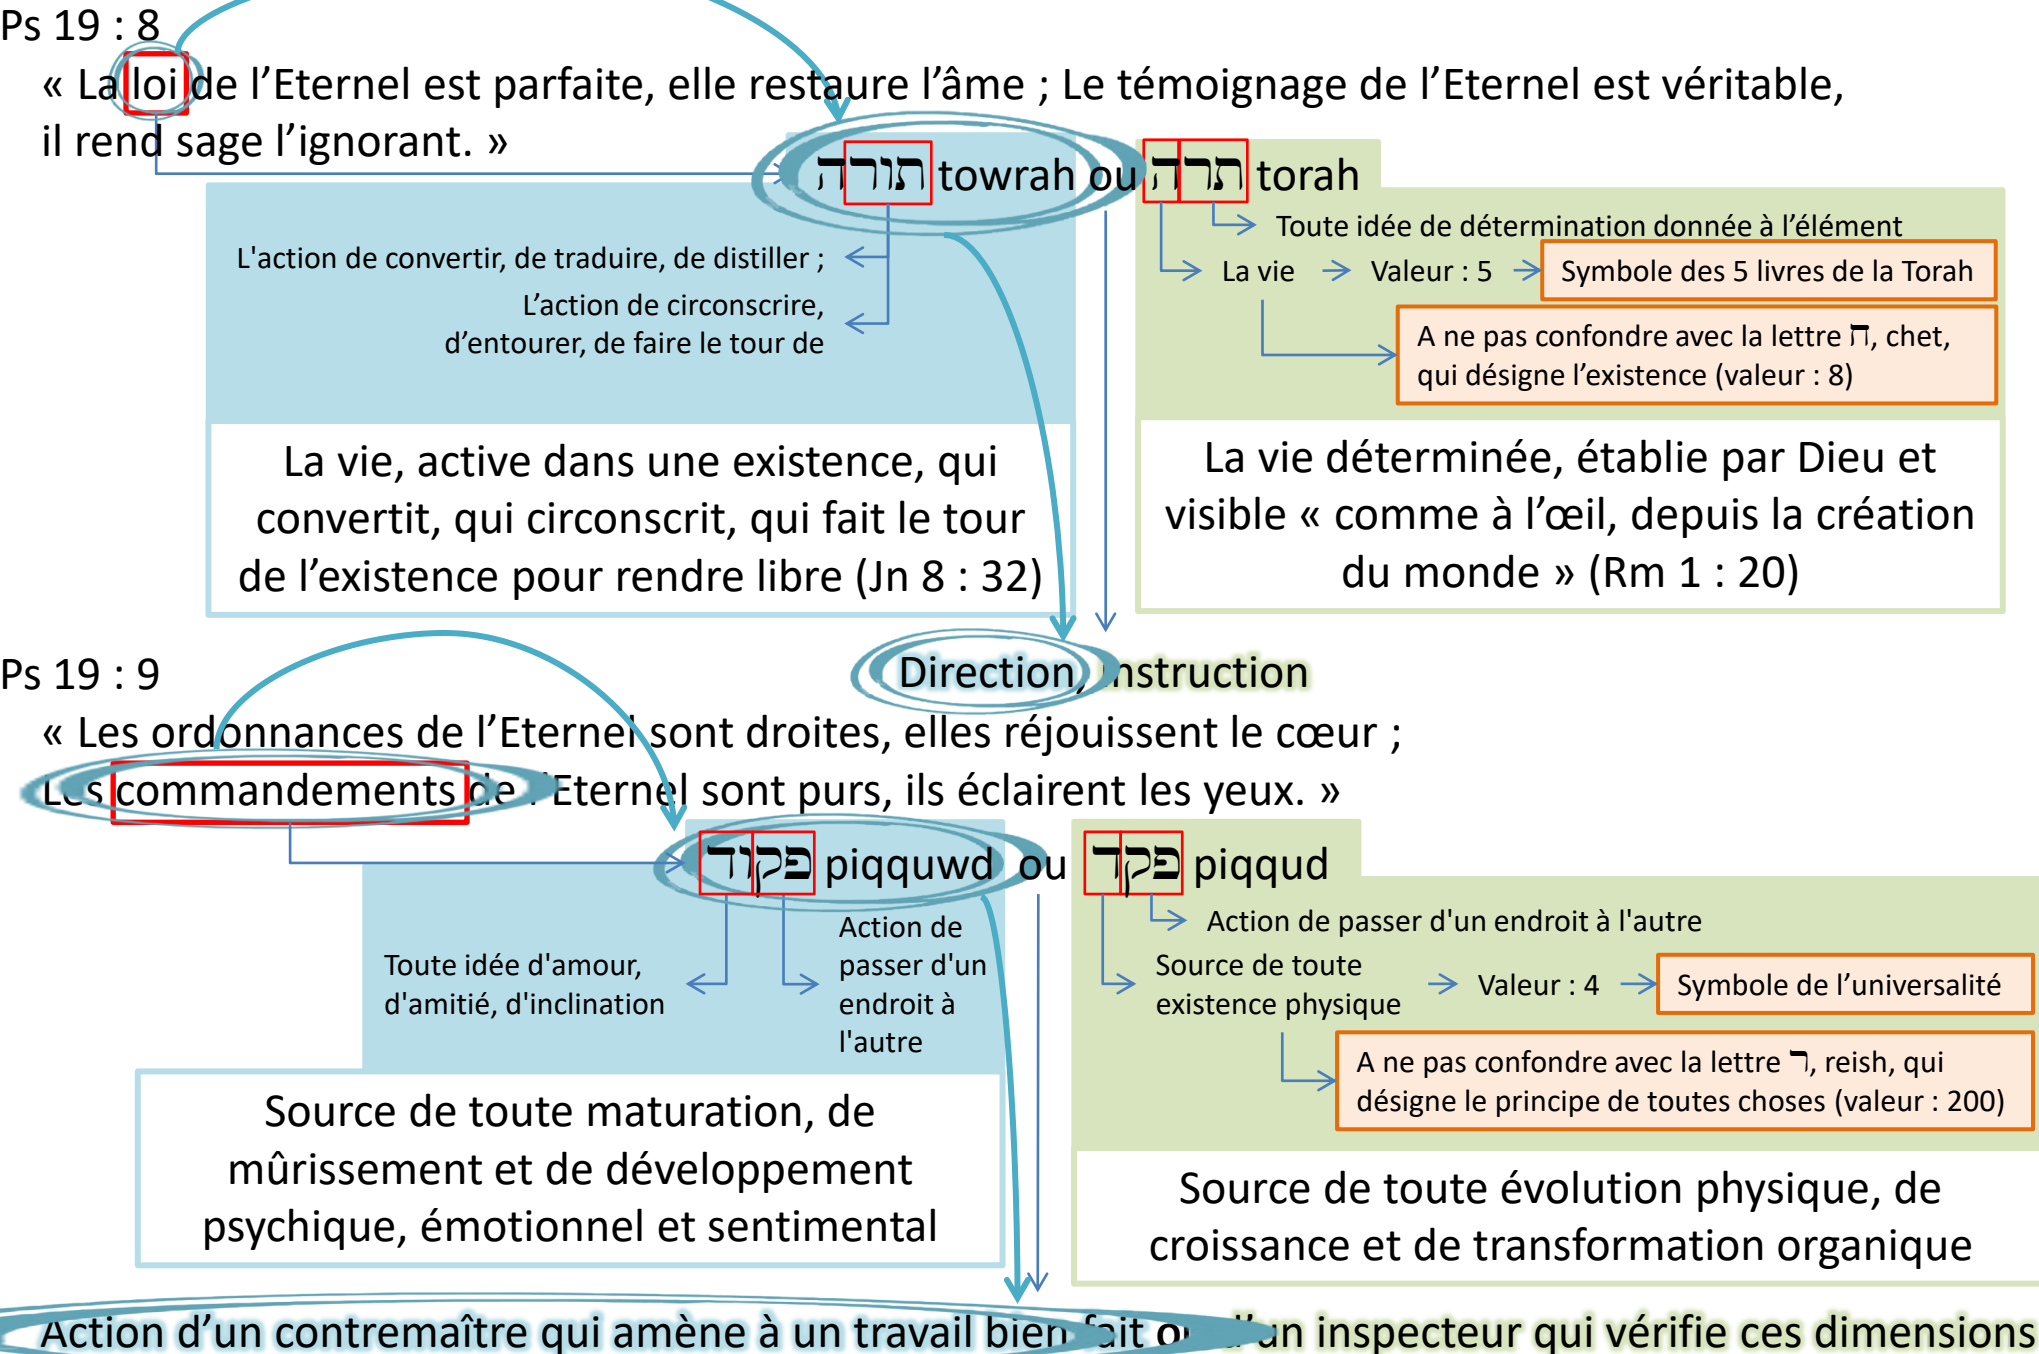 Ps 19 : 8
« La loi de l’Eternel est parfaite, elle restaure l’âme ; Le témoignage de l’Eternel est véritable,
il rend sage l’ignorant. »
תורה towrah ou תרה torah
Toute idée de détermination donnée à l’élément
L'action de convertir, de traduire, de distiller ;
La vie Valeur : 5 Symbole des 5 livres de la Torah
L’action de circonscrire,
d’entourer, de faire le tour de
A ne pas confondre avec la lettre ח, chet,
qui désigne l’existence (valeur : 8)
La vie, active dans une existence, qui
convertit, qui circonscrit, qui fait le tour
de l’existence pour rendre libre (Jn 8 : 32)
La vie déterminée, établie par Dieu et
visible « comme à l’œil, depuis la création
du monde » (Rm 1 : 20)
Direction, instruction
Ps 19 : 9
« Les ordonnances de l’Eternel sont droites, elles réjouissent le cœur ;
Les commandements de l’Eternel sont purs, ils éclairent les yeux. »
פקוד piqquwd ou פקד piqqud
Toute idée d'amour,
d'amitié, d'inclination
Action de
passer d'un
endroit à
l'autre
Action de passer d'un endroit à l'autre
Source de toute
existence physique
Valeur : 4 Symbole de l’universalité
A ne pas confondre avec la lettre ר, reish, qui
désigne le principe de toutes choses (valeur : 200)
Source de toute maturation, de
mûrissement et de développement
psychique, émotionnel et sentimental
Source de toute évolution physique, de
croissance et de transformation organique
Action d’un contremaître qui amène à un travail bien fait ou d’un inspecteur qui vérifie ces dimensions